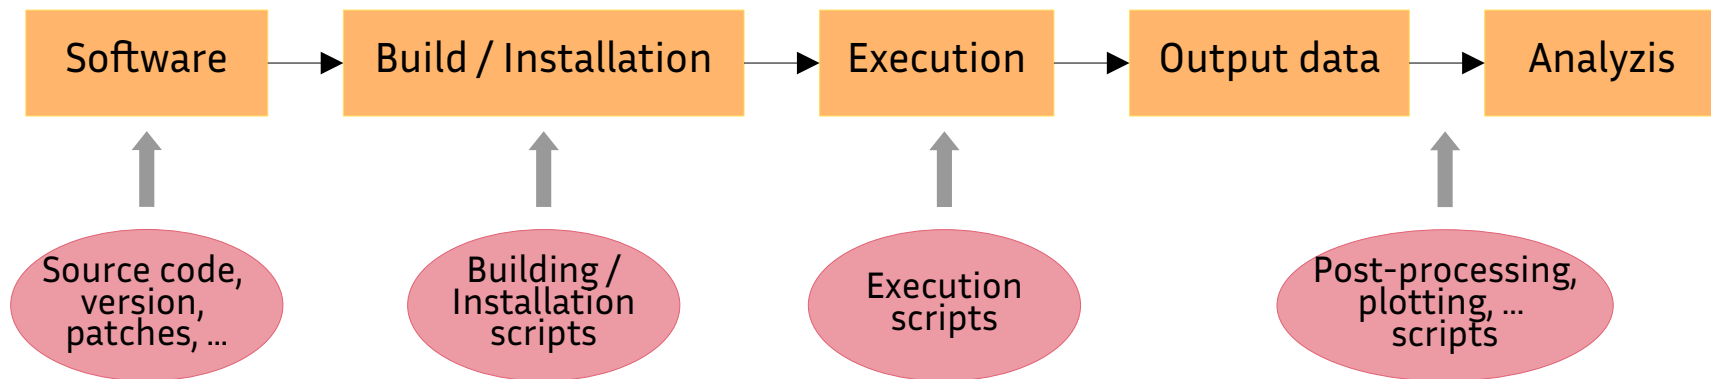 Software
Build / Installation
Execution
Output data
Analyzis
Source code,
version,
patches, ...
Building /
Installation
scripts
Execution
scripts
Post-processing,
plotting, ...
scripts